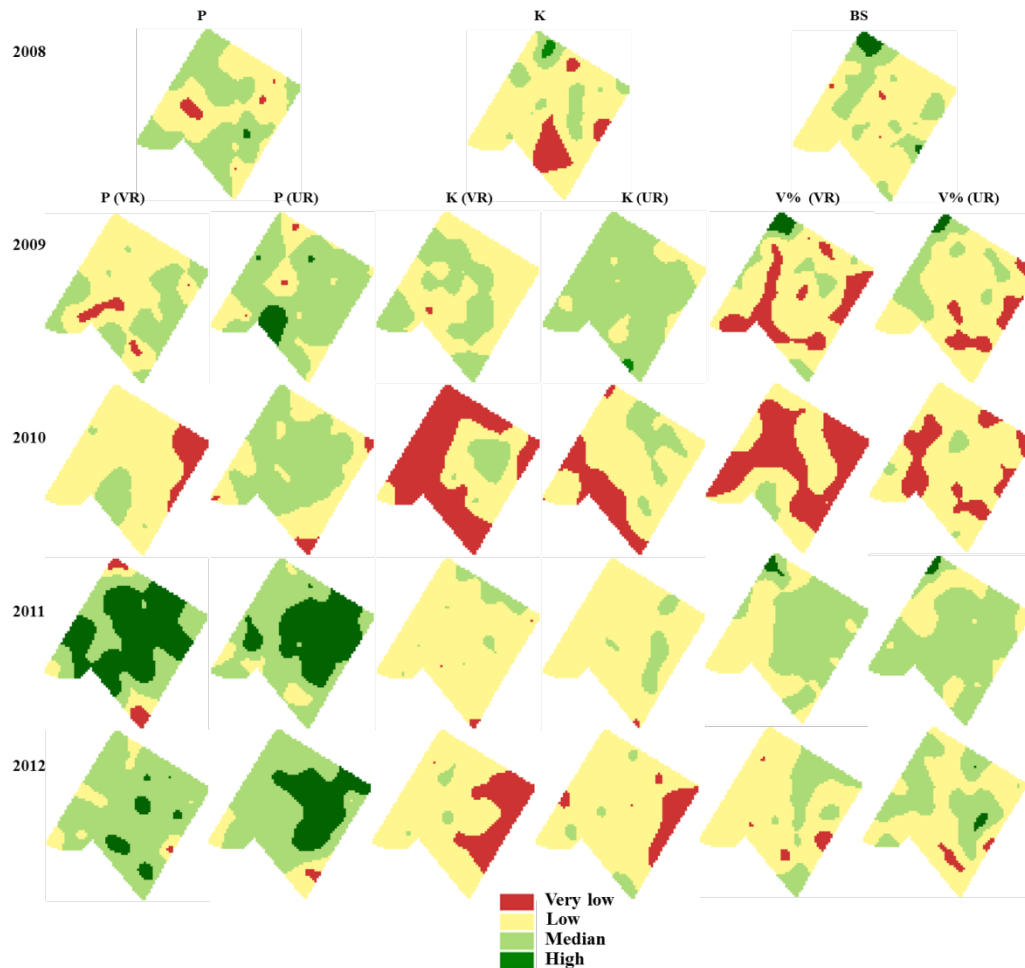 P K BS
2008
P (VR) P (UR) K (VR) K (UR) V% (VR) V% (UR)
2009
2010
2011
2012
Very low
Low
Median
High